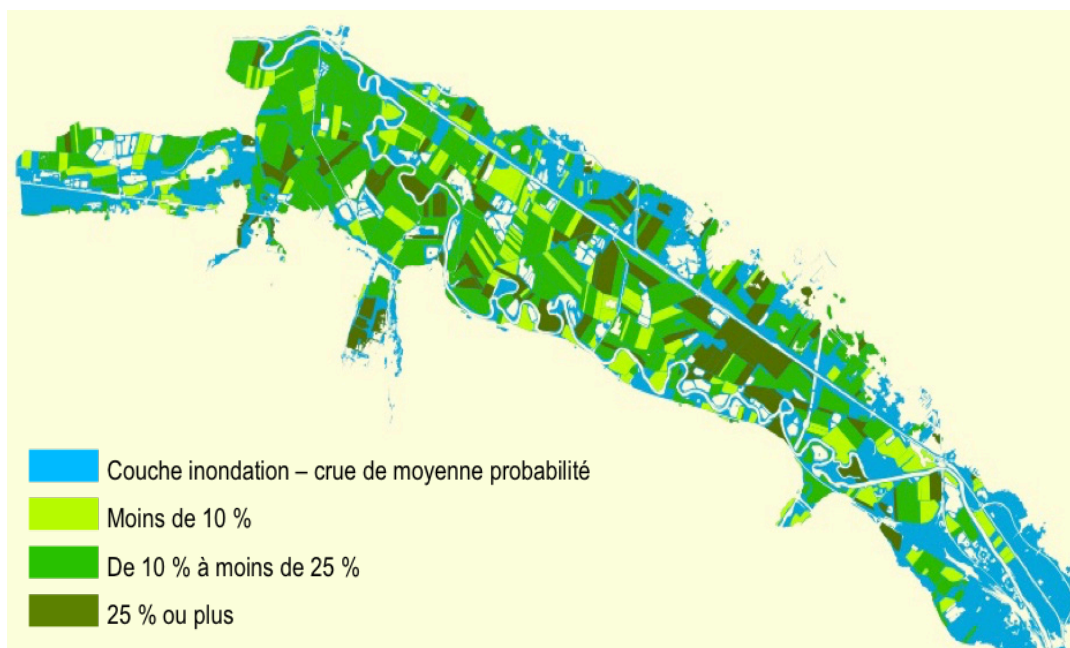 Couche inondation – crue de moyenne probabilité
Moins de 10 %
De 10 % à moins de 25 %
25 % ou plus